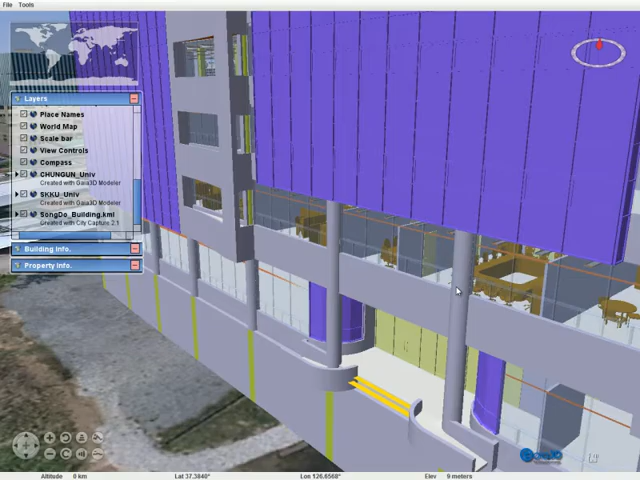 File Tools
Layers
Place Names
World Map
Scale bar
View Controls
Compass
CHUNGUN_Univ
Created with Gaia3D Modeler
SKKU_Univ
Created with Gaia3D Modeler
SongDo_Building.kml
Created with City Capture 2.1
Building Info.
Property Info.
Altitude 0 km Lat 37.3840° Lon 126.6568° Elev 9 meters